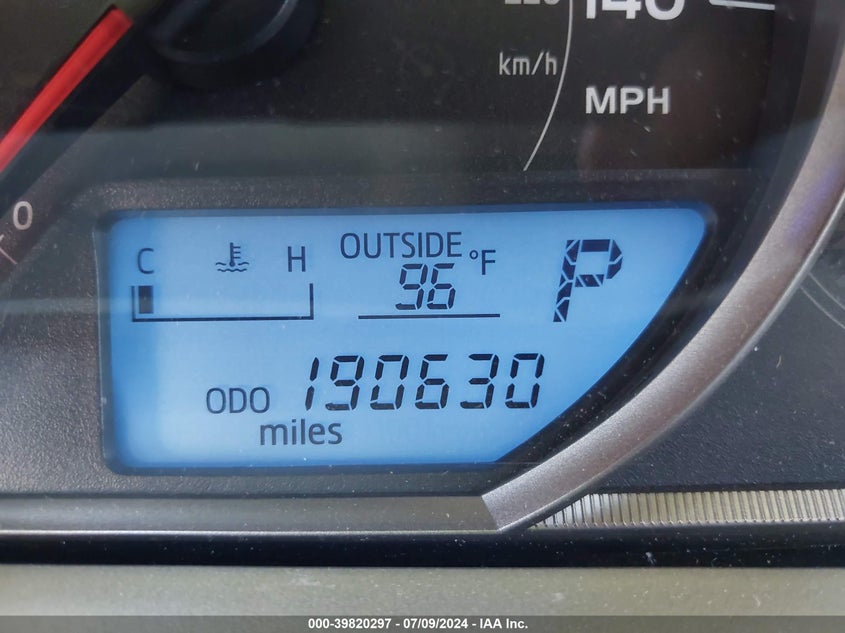 140
km/h
MPH
0
C H
OUTSIDE
96 °F
P
ODO 190630
miles
000-39820297 - 07/09/2024 - IAA Inc.